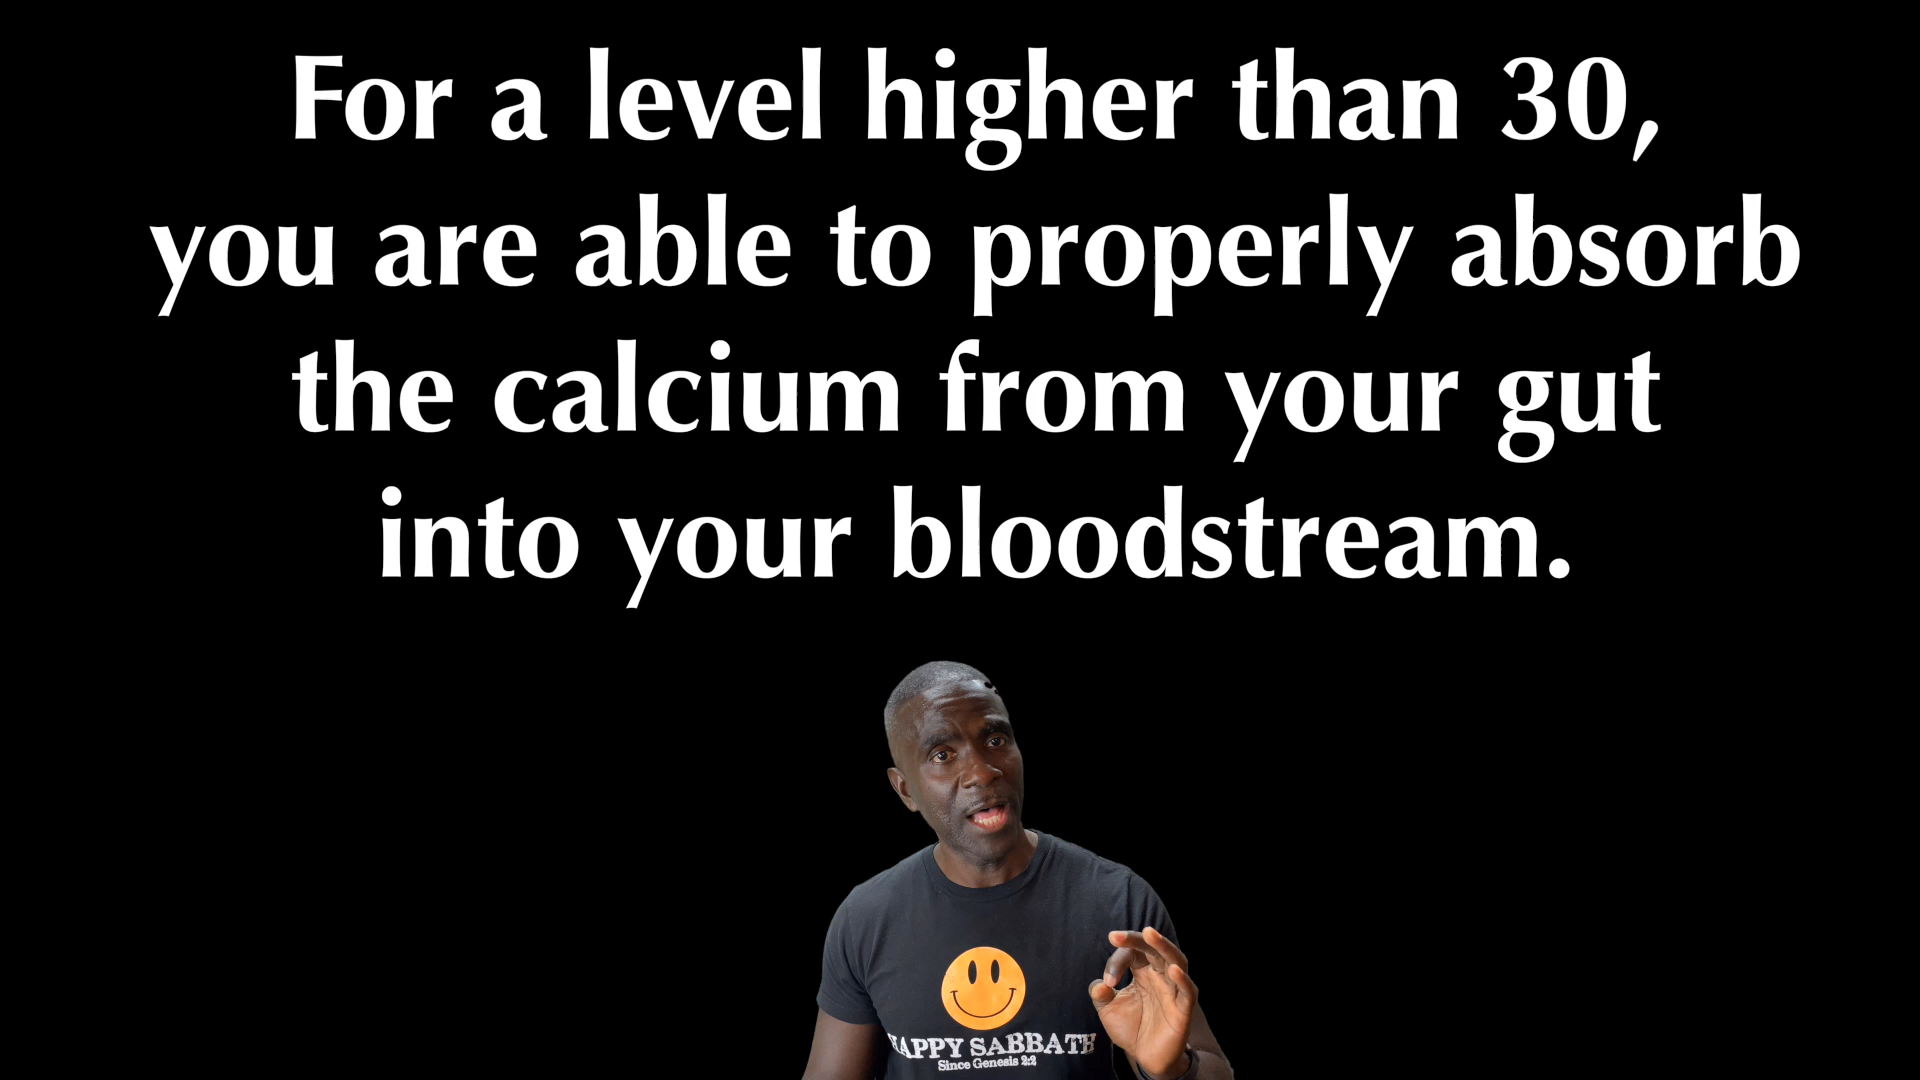 For a level higher than 30,
you are able to properly absorb
the calcium from your gut
into your bloodstream.
HAPPY SABBATH
Since Genesis 2:2